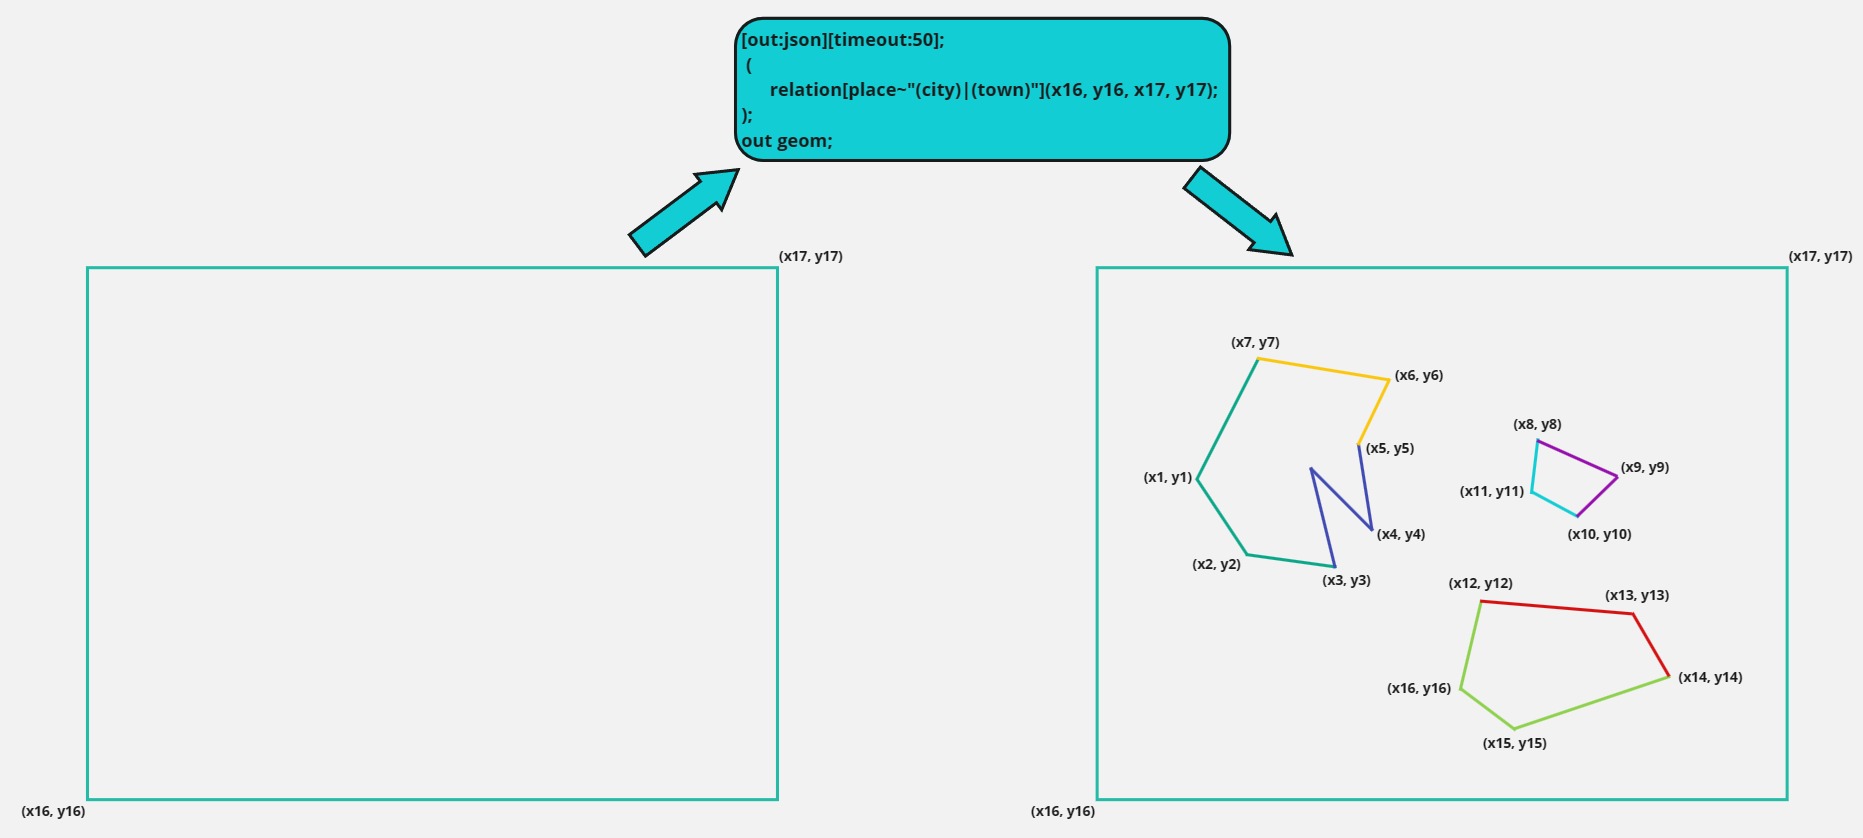 [out:json][timeout:50];
(
relation[place~"(city)|(town)"](x16, y16, x17, y17);
);
out geom;
(x17, y17)
(x16, y16)
(x17, y17)
(x7, y7)
(x6, y6)
(x8, y8)
(x5, y5)
(x9, y9)
(x1, y1)
(x11, y11)
(x4, y4)
(x10, y10)
(x2, y2)
(x3, y3)
(x12, y12)
(x13, y13)
(x14, y14)
(x16, y16)
(x15, y15)
(x16, y16)